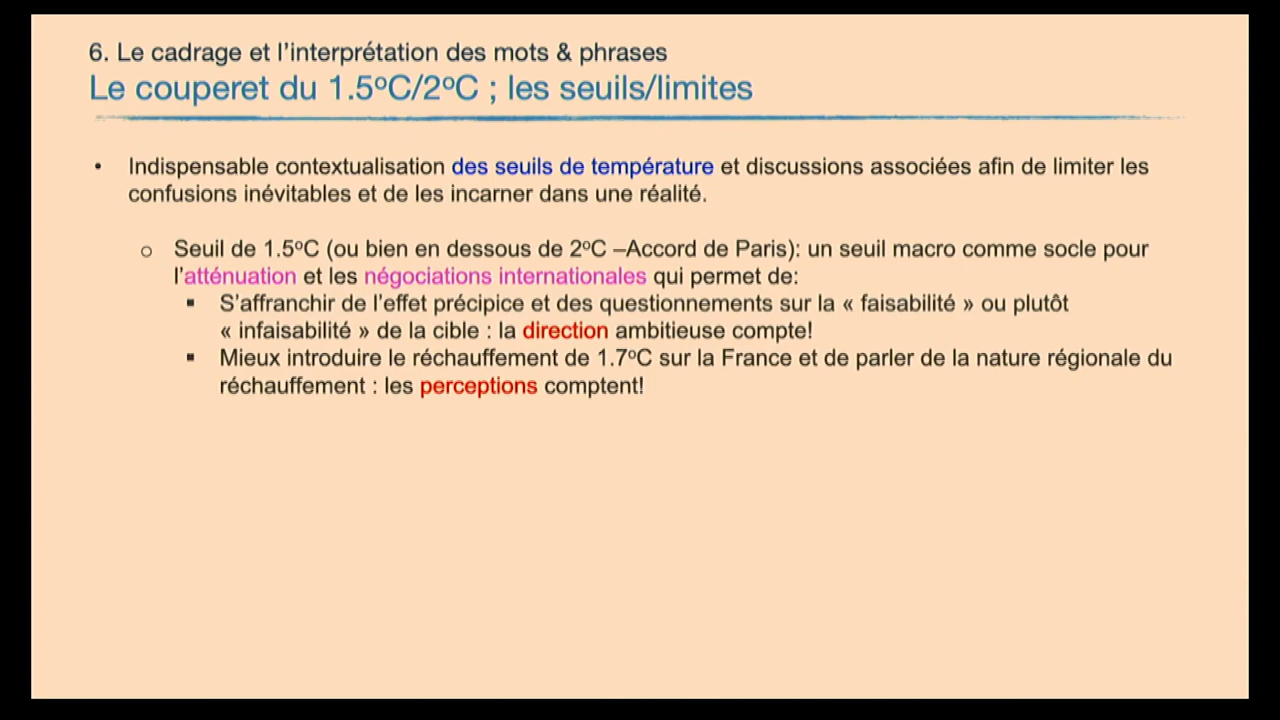 6. Le cadrage et l’interprétation des mots & phrases
Le couperet du 1.5ºC/2ºC ; les seuils/limites
• Indispensable contextualisation des seuils de température et discussions associées afin de limiter les
confusions inévitables et de les incarner dans une réalité.
o Seuil de 1.5ºC (ou bien en dessous de 2ºC –Accord de Paris): un seuil macro comme socle pour
l’atténuation et les négociations internationales qui permet de:
▪ S’affranchir de l’effet précipice et des questionnements sur la « faisabilité » ou plutôt
« infaisabilité » de la cible : la direction ambitieuse compte!
▪ Mieux introduire le réchauffement de 1.7ºC sur la France et de parler de la nature régionale du
réchauffement : les perceptions comptent!